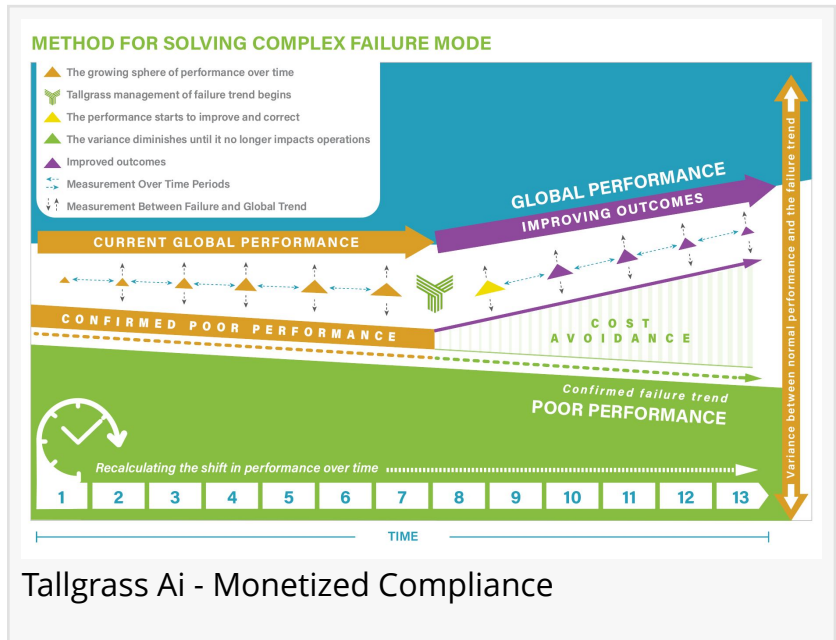 METHOD FOR SOLVING COMPLEX FAILURE MODE
The growing sphere of performance over time
Tallgrass management of failure trend begins
The performance starts to improve and correct
The variance diminishes until it no longer impacts operations
Improved outcomes
Measurement Over Time Periods
Measurement Between Failure and Global Trend
GLOBAL PERFORMANCE
IMPROVING OUTCOMES
CURRENT GLOBAL PERFORMANCE
CONFIRMED POOR PERFORMANCE
COST
AVOIDANCE
Confirmed failure trend
POOR PERFORMANCE
Variance between normal performance and the failure trend
Recalculating the shift in performance over time
1 2 3 4 5 6 7 8 9 10 11 12 13
TIME
Tallgrass Ai - Monetized Compliance